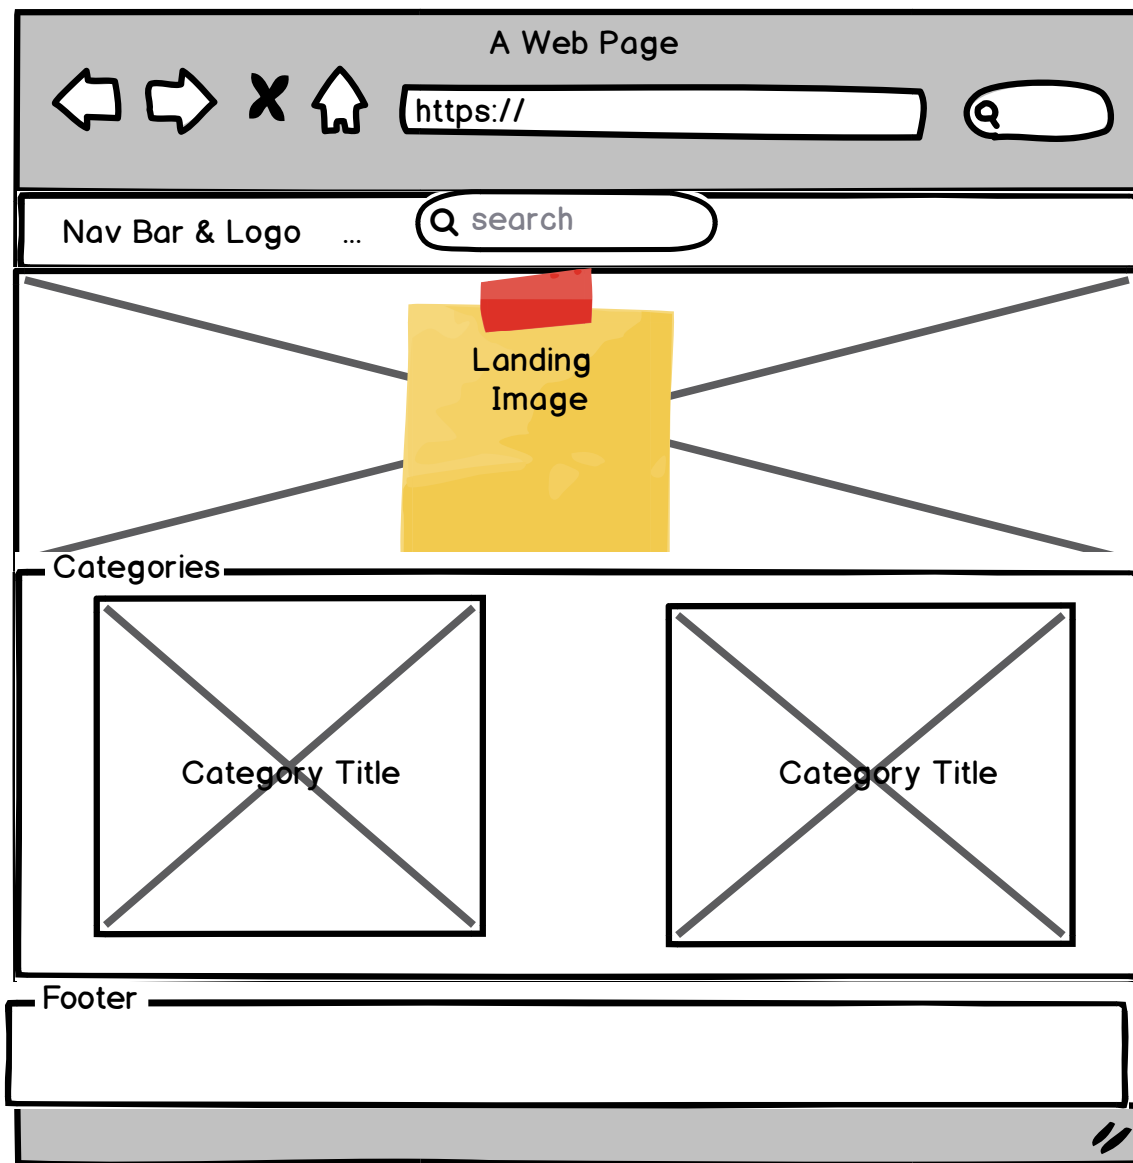 A Web Page
https://
Nav Bar & Logo ...
search
Landing
Image
Categories
Category Title
Category Title
Footer